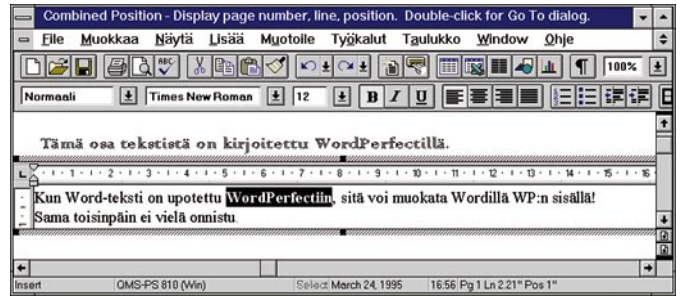 Combined Position - Display page number, line, position. Double-click for Go To dialog.
File Muokkaa Näytä Lisää Muotoile Työkalut Taulukko Window Ohje
ABC 100%
Normaali Times New Roman 12 B I U
Tämä osa tekstistä on kirjoitettu WordPerfectillä.
L 1 2 3 4 5 6 7 8 9 10 11 12 13 14 15 16
Kun Word-teksti on upotettu WordPerfectiin, sitä voi muokata Wordillä WP:n sisällä!
Sama toisinpäin ei vielä onnistu
Insert QMS-PS 810 (Win) Select March 24, 1995 16:56 Pg 1 Ln 2.21" Pos 1"